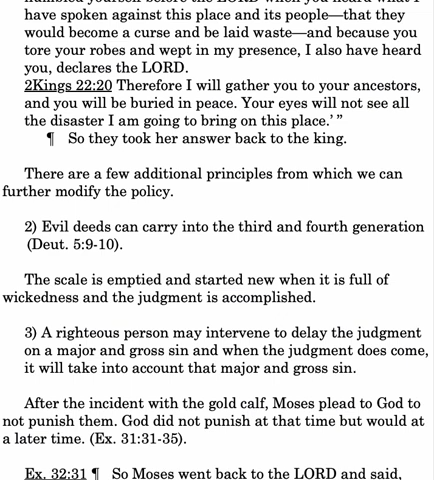 humbled yourself before the LORD when you heard what I
have spoken against this place and its people—that they
would become a curse and be laid waste—and because you
tore your robes and wept in my presence, I also have heard
you, declares the LORD.
2Kings 22:20 Therefore I will gather you to your ancestors,
and you will be buried in peace. Your eyes will not see all
the disaster I am going to bring on this place.’ ”
¶ So they took her answer back to the king.
There are a few additional principles from which we can
further modify the policy.
2) Evil deeds can carry into the third and fourth generation
(Deut. 5:9-10).
The scale is emptied and started new when it is full of
wickedness and the judgment is accomplished.
3) A righteous person may intervene to delay the judgment
on a major and gross sin and when the judgment does come,
it will take into account that major and gross sin.
After the incident with the gold calf, Moses plead to God to
not punish them. God did not punish at that time but would at
a later time. (Ex. 31:31-35).
Ex. 32:31 ¶ So Moses went back to the LORD and said,